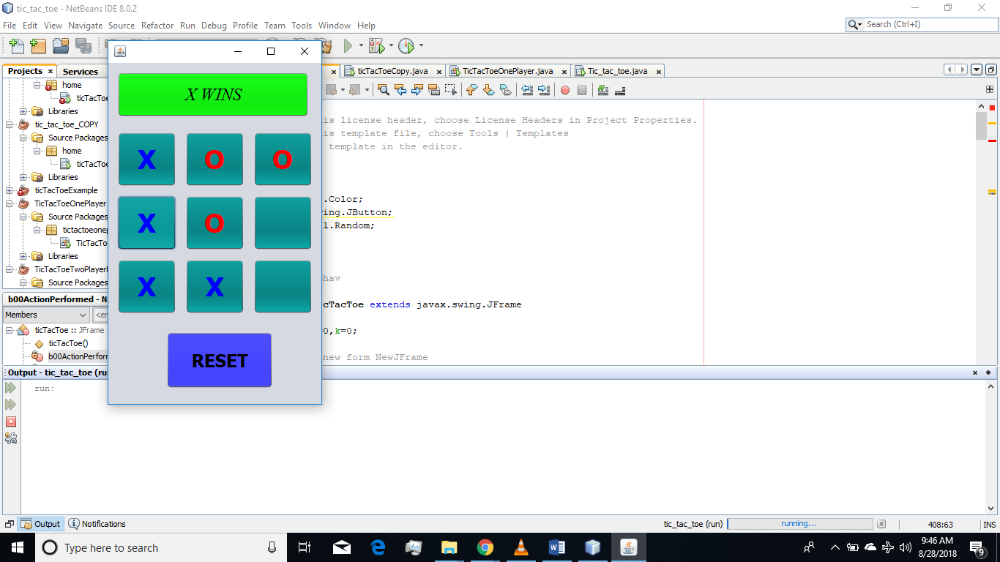 tic_tac_toe - NetBeans IDE 8.0.2
File Edit View Navigate Source Refactor Run Debug Profile Team Tools Window Help
Search (Ctrl+I)
Projects Services
ticTacToeCopy.java TicTacToeOnePlayer.java Tic_tac_toe.java
home
ticTacToe
Libraries
tic_tac_toe_COPY
Source Packages
home
ticTacToe
Libraries
ticTacToeExample
TicTacToeOnePlayer
Source Packages
tictactoeonep
TicTacTo
Libraries
TicTacToeTwoPlayer
Source Packages
b00ActionPerformed - Na
Members
<en
ticTacToe :: JFrame
ticTacToe()
b00ActionPerform
X WINS
X O O
X O
X X
RESET
is license header, choose License Headers in Project Properties.
is template file, choose Tools | Templates
template in the editor.
.Color;
ing.JButton;
l.Random;
hav
cTacToe extends javax.swing.JFrame
=0,k=0;
new form NewJFrame
Output - tic_tac_toe (ru
run:
Output Notifications
tic_tac_toe (run) running... 408:63 INS
Type here to search
9:46 AM
8/28/2018
9